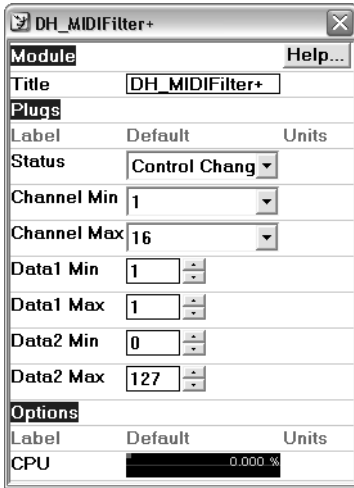 DH_MIDIFilter+
Module Help...
Title DH_MIDIFilter+
Plugs
Label Default Units
Status Control Chang
Channel Min 1
Channel Max 16
Data1 Min 1
Data1 Max 1
Data2 Min 0
Data2 Max 127
Options
Label Default Units
CPU 0.000 %